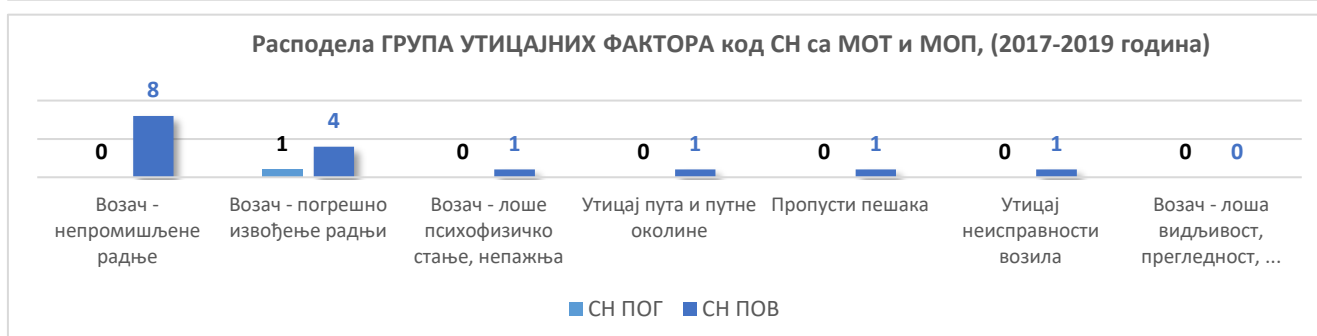 Расподела ГРУПА УТИЦАЈНИХ ФАКТОРА код СН са МОТ и МОП, (2017-2019 година)
0 8 1 4 0 1 0 1 0 1 0 1 0 0
Возач -
непромишљене
радње
Возач - погрешно
извођење радњи
Возач - лоше
психофизичко
стање, непажња
Утицај пута и путне
околине
Пропусти пешака
Утицај
неисправности
возила
Возач - лоша
видљивост,
прегледност, ...
СН ПОГ СН ПОВ